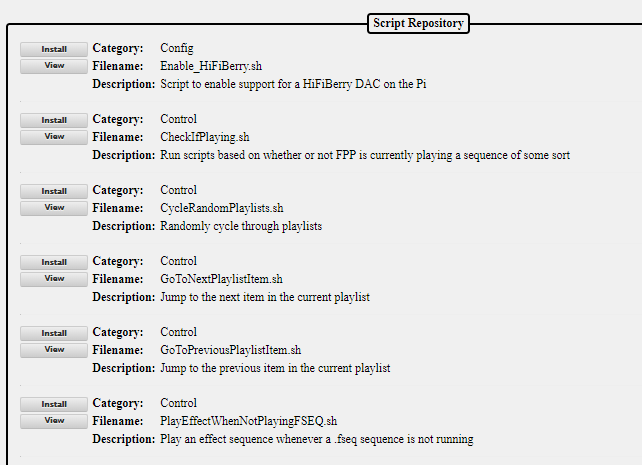 Script Repository
Install Category: Config
View Filename: Enable_HiFiBerry.sh
Description: Script to enable support for a HiFiBerry DAC on the Pi
Install Category: Control
View Filename: CheckIfPlaying.sh
Description: Run scripts based on whether or not FPP is currently playing a sequence of some sort
Install Category: Control
View Filename: CycleRandomPlaylists.sh
Description: Randomly cycle through playlists
Install Category: Control
View Filename: GoToNextPlaylistItem.sh
Description: Jump to the next item in the current playlist
Install Category: Control
View Filename: GoToPreviousPlaylistItem.sh
Description: Jump to the previous item in the current playlist
Install Category: Control
View Filename: PlayEffectWhenNotPlayingFSEQ.sh
Description: Play an effect sequence whenever a .fseq sequence is not running